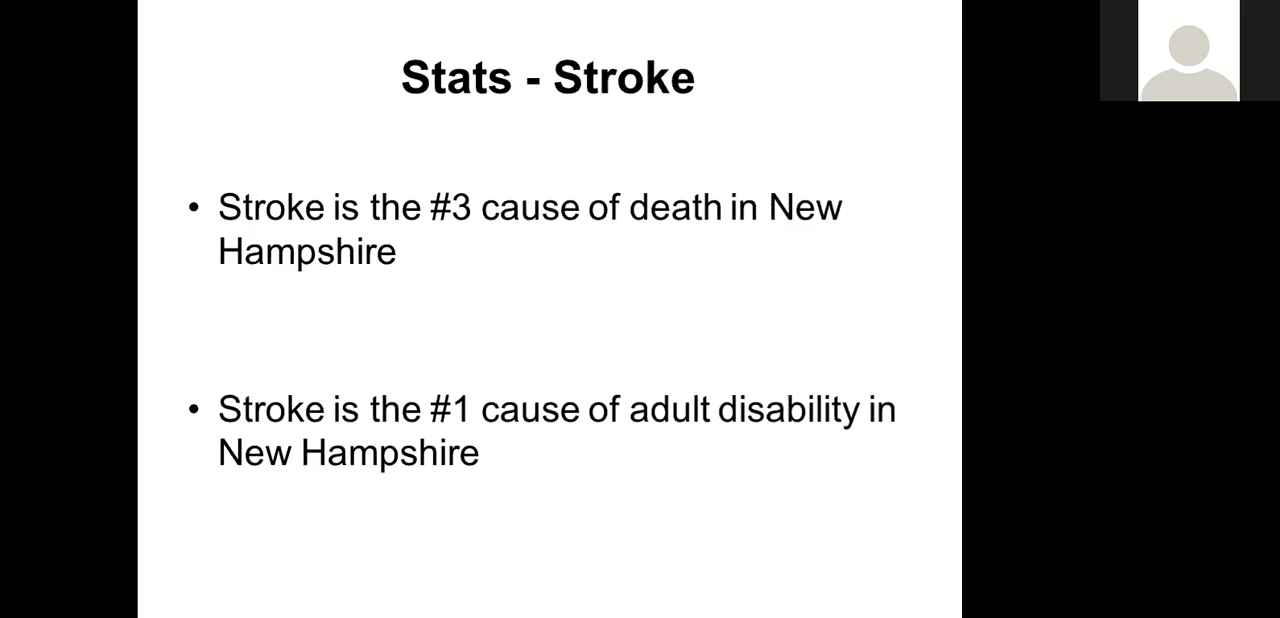 Stats - Stroke
• Stroke is the #3 cause of death in New
Hampshire
• Stroke is the #1 cause of adult disability in
New Hampshire